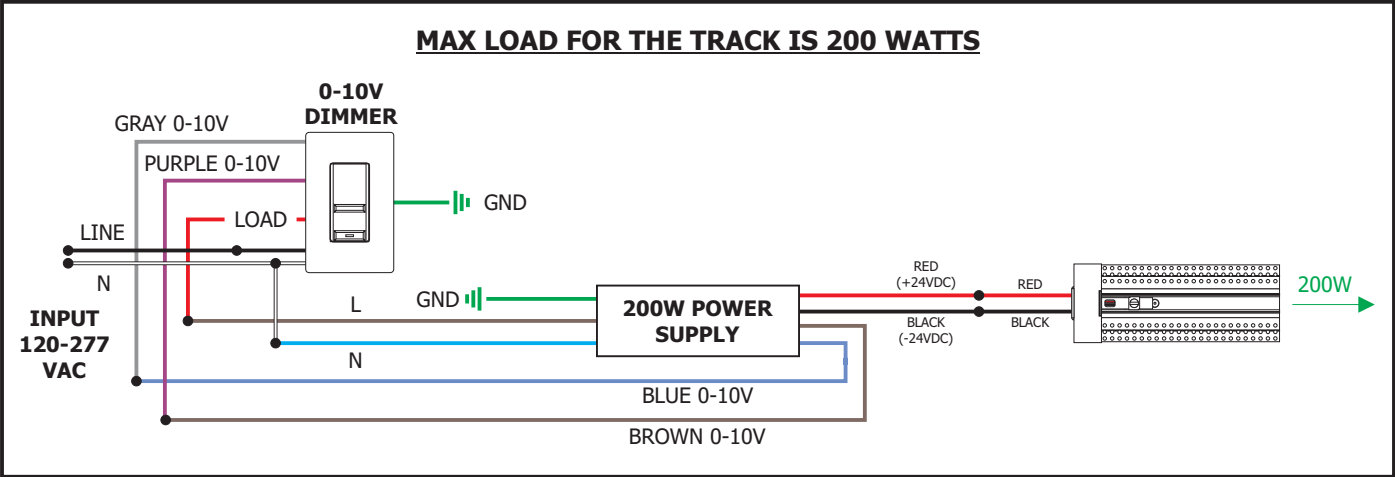 MAX LOAD FOR THE TRACK IS 200 WATTS
0-10V
DIMMER
GRAY 0-10V
PURPLE 0-10V
LOAD
GND
LINE
N
INPUT
120-277
VAC
L
GND
N
200W POWER
SUPPLY
RED
(+24VDC)
RED
BLACK
(-24VDC)
BLACK
200W
BLUE 0-10V
BROWN 0-10V